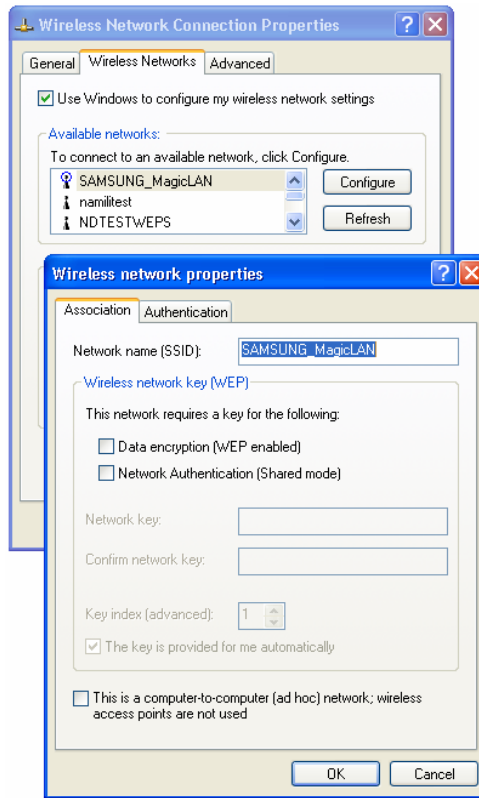 Wireless Network Connection Properties
General Wireless Networks Advanced
Use Windows to configure my wireless network settings
Available networks:
To connect to an available network, click Configure.
SAMSUNG_MagicLAN
Configure
namilitest
NDTESTWEPS
Refresh
Wireless network properties
Association Authentication
Network name (SSID): SAMSUNG_MagicLAN
Wireless network key (WEP)
This network requires a key for the following:
Data encryption (WEP enabled)
Network Authentication (Shared mode)
Network key:
Confirm network key:
Key index (advanced): 1
The key is provided for me automatically
This is a computer-to-computer (ad hoc) network; wireless
access points are not used
OK Cancel